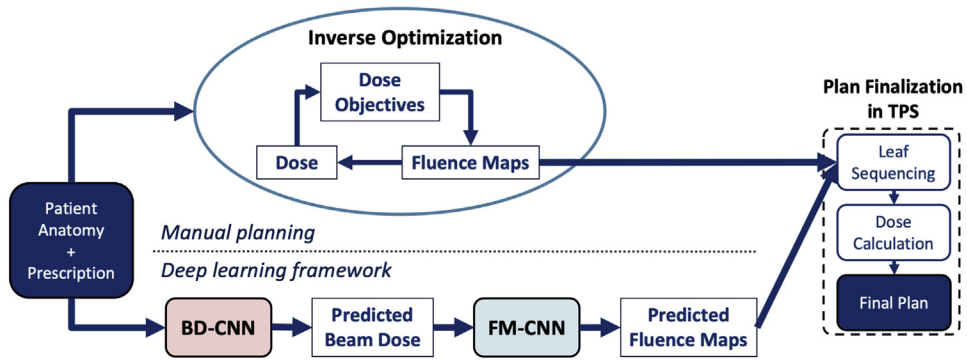 Inverse Optimization
Dose
Objectives
Dose
Fluence Maps
Plan Finalization
in TPS
Leaf
Sequencing
Dose
Calculation
Final Plan
Patient
Anatomy
+
Prescription
Manual planning
Deep learning framework
BD-CNN
Predicted
Beam Dose
FM-CNN
Predicted
Fluence Maps